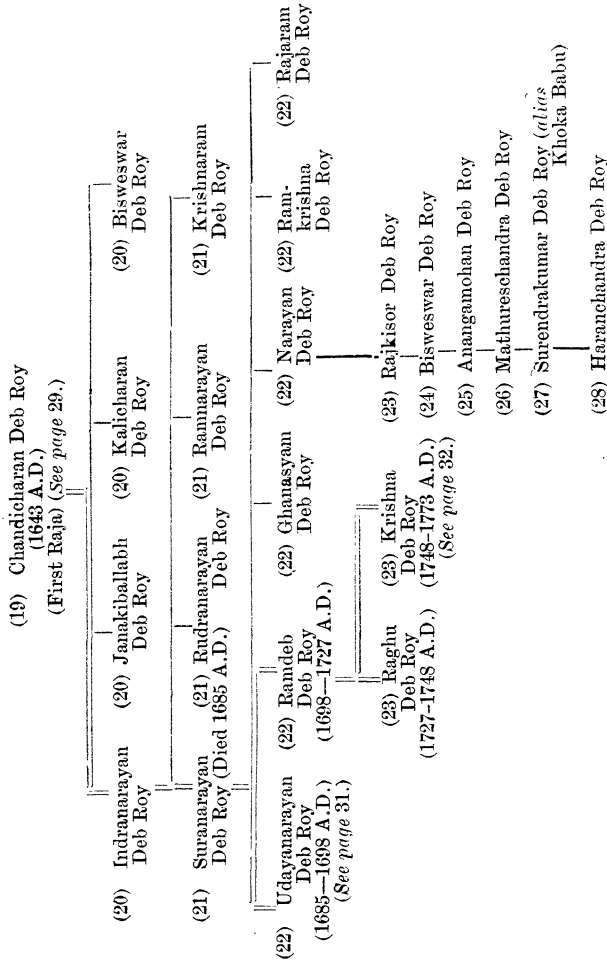 (19) Chandicharan Deb Roy
(1643 A.D.)
(First Raja) (See page 29.)
(20) Indranarayan
Deb Roy
(20) Janakiballabh
Deb Roy
(20) Kalicharan
Deb Roy
(20) Bisweswar
Deb Roy
(21) Suranarayan
Deb Roy (Died 1685 A.D.)
(21) Rudranarayan
Deb Roy
(21) Ramnarayan
Deb Roy
(21) Krishnaram
Deb Roy
(22) Udayanarayan
Deb Roy
(1685—1698 A.D.)
(See page 31.)
(22) Ramdeb
Deb Roy
(1698—1727 A.D.)
(22) Ghanasyam
Deb Roy
(22) Narayan
Deb Roy
(22) Ram-
krishna
Deb Roy
(22) Rajaram
Deb Roy
(23) Raghu
Deb Roy
(1727-1748 A.D.)
(23) Krishna
Deb Roy
(1748-1773 A.D.)
(See page 32.)
(23) Rajkisor Deb Roy
(24) Bisweswar Deb Roy
(25) Anangamohan Deb Roy
(26) Mathureschandra Deb Roy
(27) Surendrakumar Deb Roy (alias
Khoka Babu)
(28) Haranchandra Deb Roy